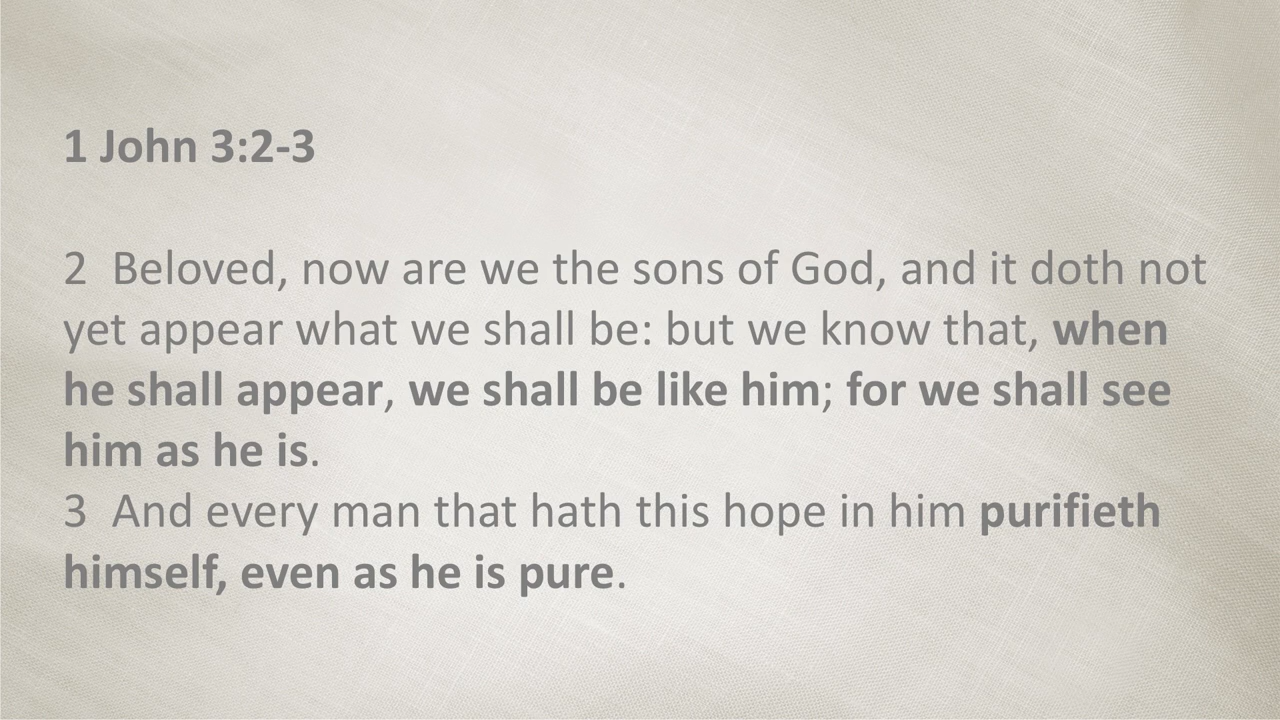 1 John 3:2-3
2  Beloved, now are we the sons of God, and it doth not
yet appear what we shall be: but we know that, when
he shall appear, we shall be like him; for we shall see
him as he is.
3  And every man that hath this hope in him purifieth
himself, even as he is pure.